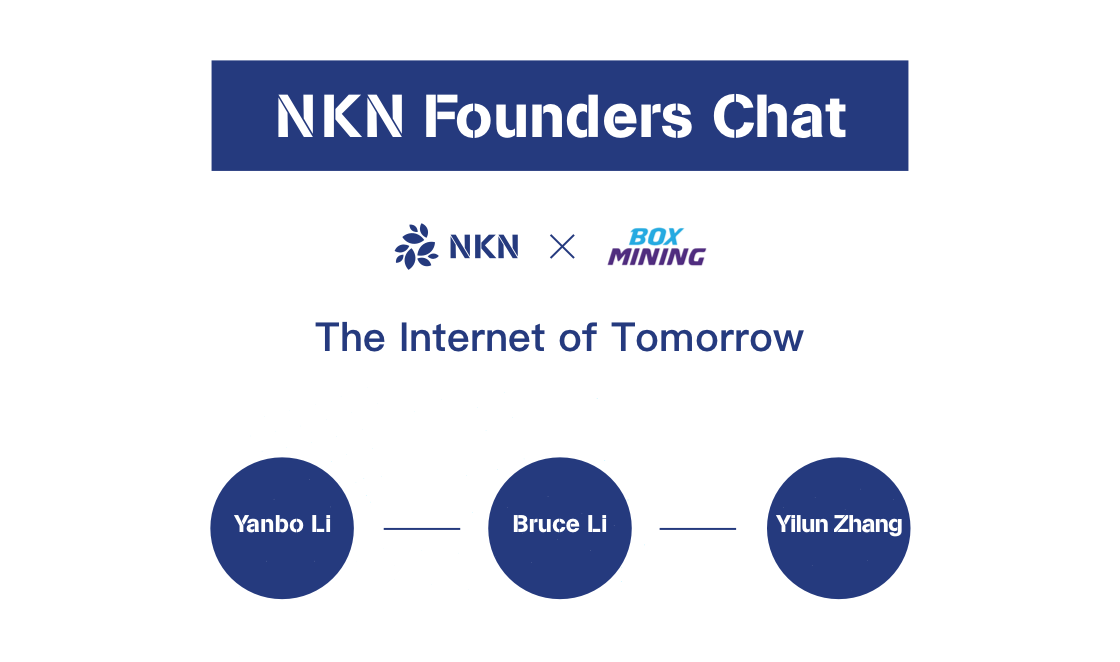 NKN Founders Chat
NKN × BOX MINING
The Internet of Tomorrow
Yanbo Li
Bruce Li
Yilun Zhang